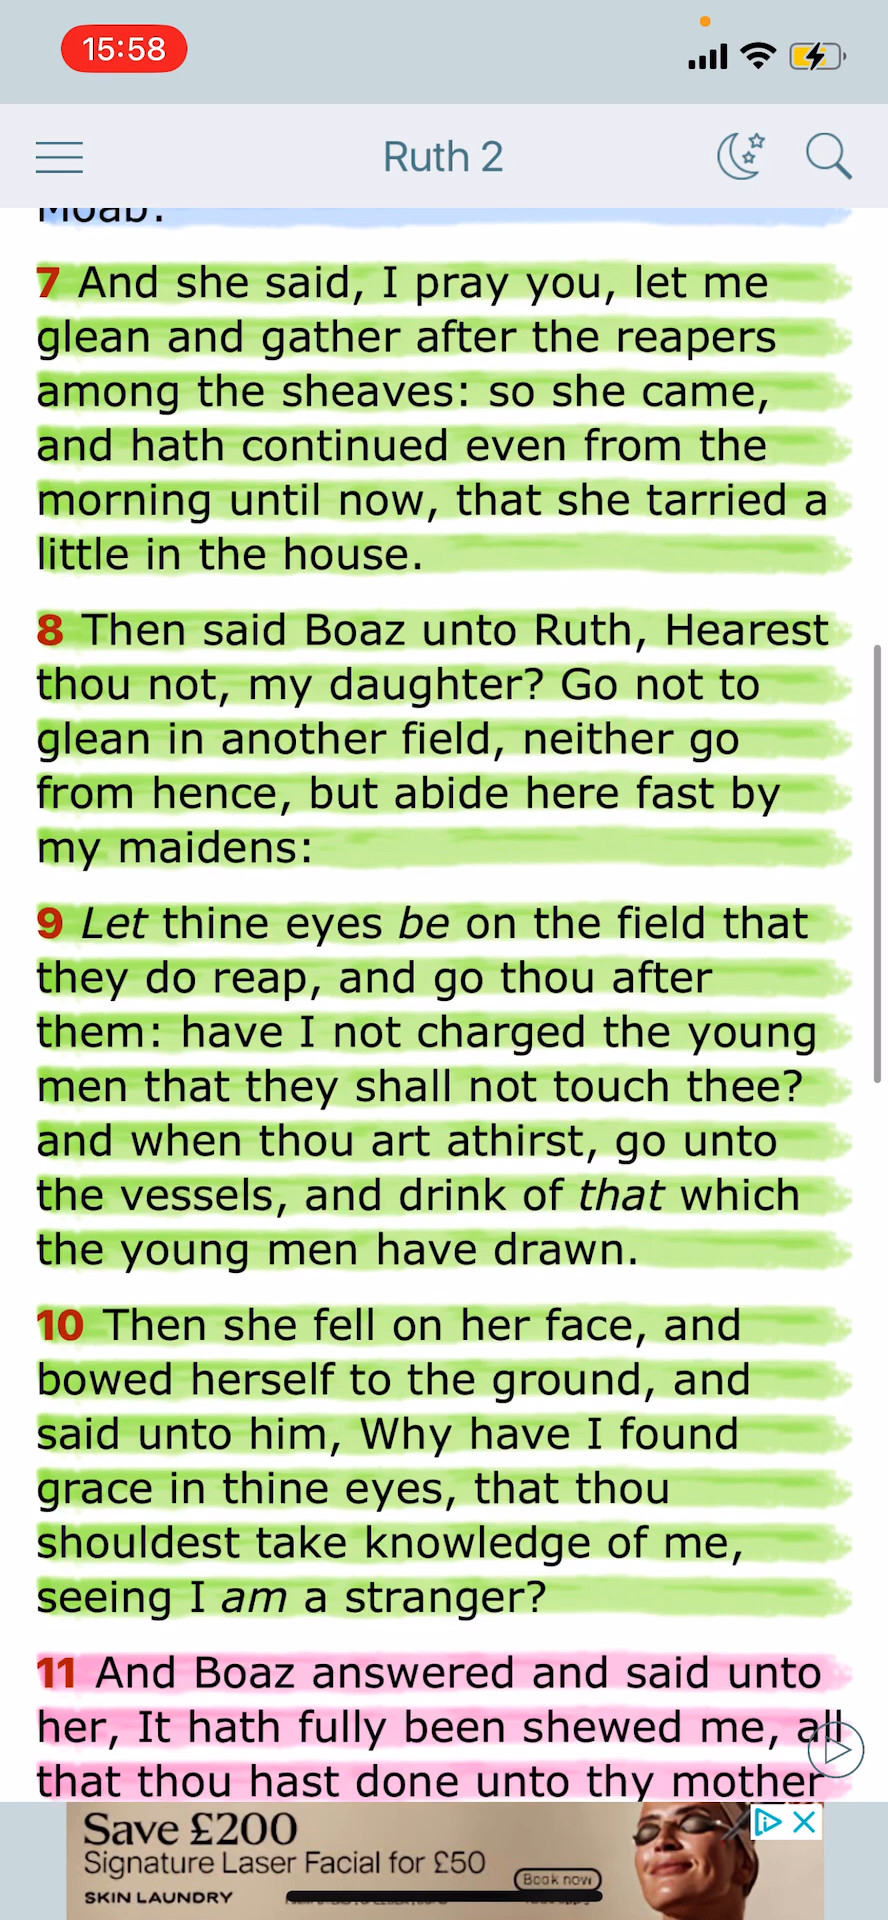 15:58
Ruth 2
Moab:
7 And she said, I pray you, let me
glean and gather after the reapers
among the sheaves: so she came,
and hath continued even from the
morning until now, that she tarried a
little in the house.
8 Then said Boaz unto Ruth, Hearest
thou not, my daughter? Go not to
glean in another field, neither go
from hence, but abide here fast by
my maidens:
9 Let thine eyes be on the field that
they do reap, and go thou after
them: have I not charged the young
men that they shall not touch thee?
and when thou art athirst, go unto
the vessels, and drink of that which
the young men have drawn.
10 Then she fell on her face, and
bowed herself to the ground, and
said unto him, Why have I found
grace in thine eyes, that thou
shouldest take knowledge of me,
seeing I am a stranger?
11 And Boaz answered and said unto
her, It hath fully been shewed me, all
that thou hast done unto thy mother
Save £200
Signature Laser Facial for £50
Book now
SKIN LAUNDRY